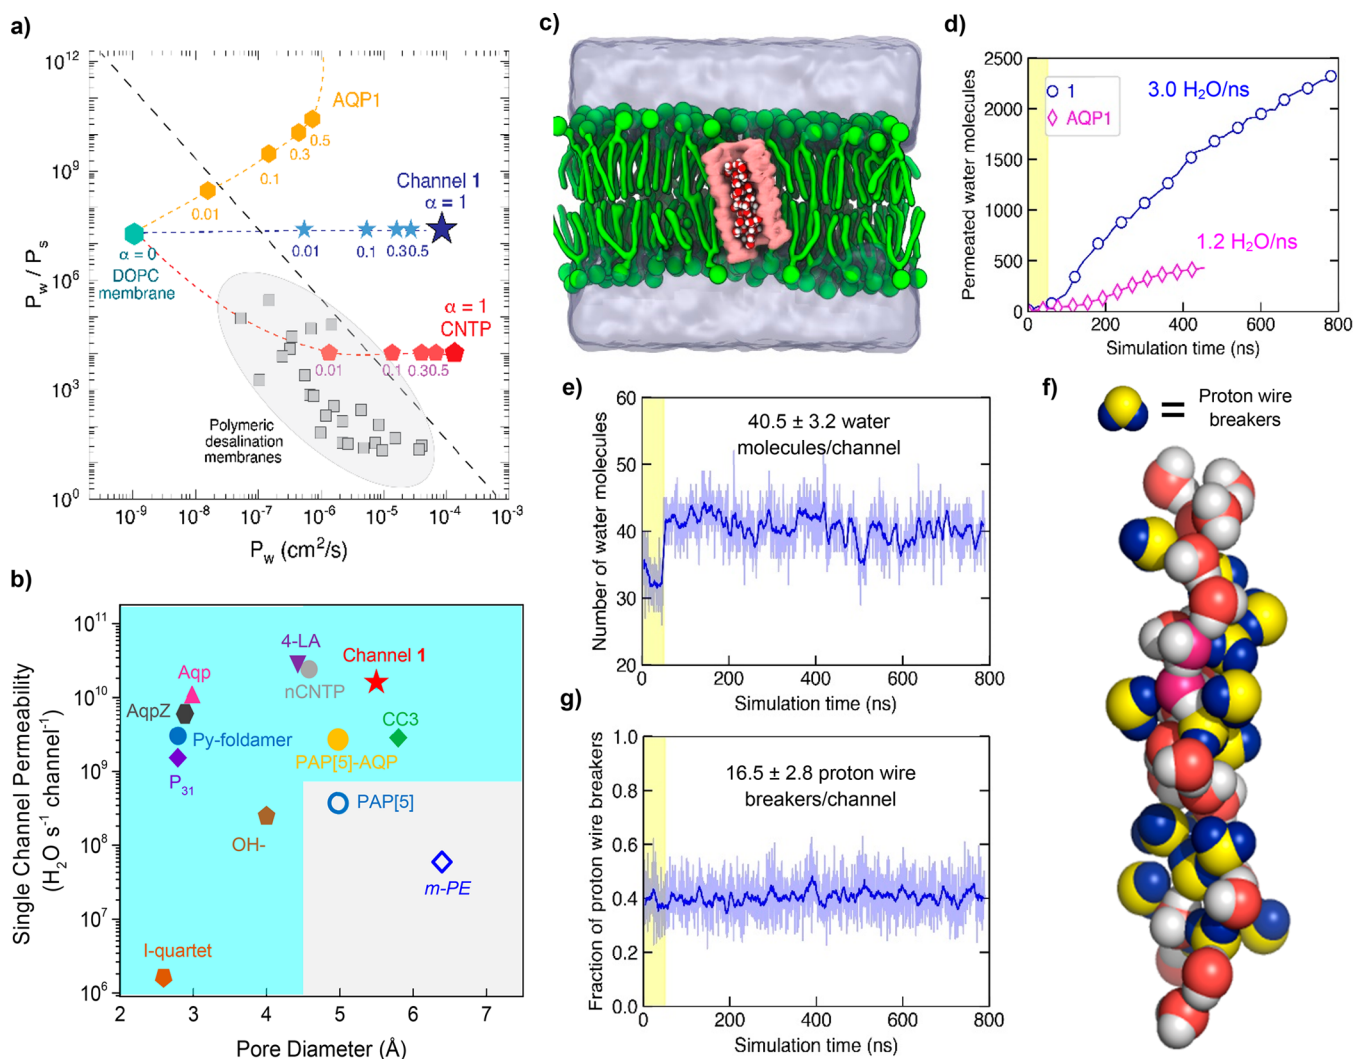 a)
10^12
10^9
10^6
10^3
10^0
P_w / P_s
AQP1
0.5
0.3
0.1
0.01
Channel 1
α = 1
0.01
0.1
0.30.5
α = 0
DOPC
membrane
α = 1
CNTP
0.01
0.1
0.30.5
Polymeric
desalination
membranes
10^-9
10^-8
10^-7
10^-6
10^-5
10^-4
10^-3
P_w (cm^2/s)
b)
Single Channel Permeability
(H_2O s^-1 channel^-1)
10^11
10^10
10^9
10^8
10^7
10^6
4-LA
Channel 1
Aqp
nCNTP
AqpZ
CC3
Py-foldamer
PAP[5]-AQP
P_31
PAP[5]
OH-
m-PE
I-quartet
2
3
4
5
6
7
Pore Diameter (Å)
c)
d)
Permeated water molecules
2500
2000
1500
1000
500
0
1
AQP1
3.0 H2O/ns
1.2 H2O/ns
0
200
400
600
800
Simulation time (ns)
e)
Number of water molecules
60
50
40
30
20
40.5 ± 3.2 water
molecules/channel
0
200
400
600
800
Simulation time (ns)
f)
=
Proton wire
breakers
g)
Fraction of proton wire breakers
1.0
0.8
0.6
0.4
0.2
0.0
16.5 ± 2.8 proton wire
breakers/channel
0
200
400
600
800
Simulation time (ns)